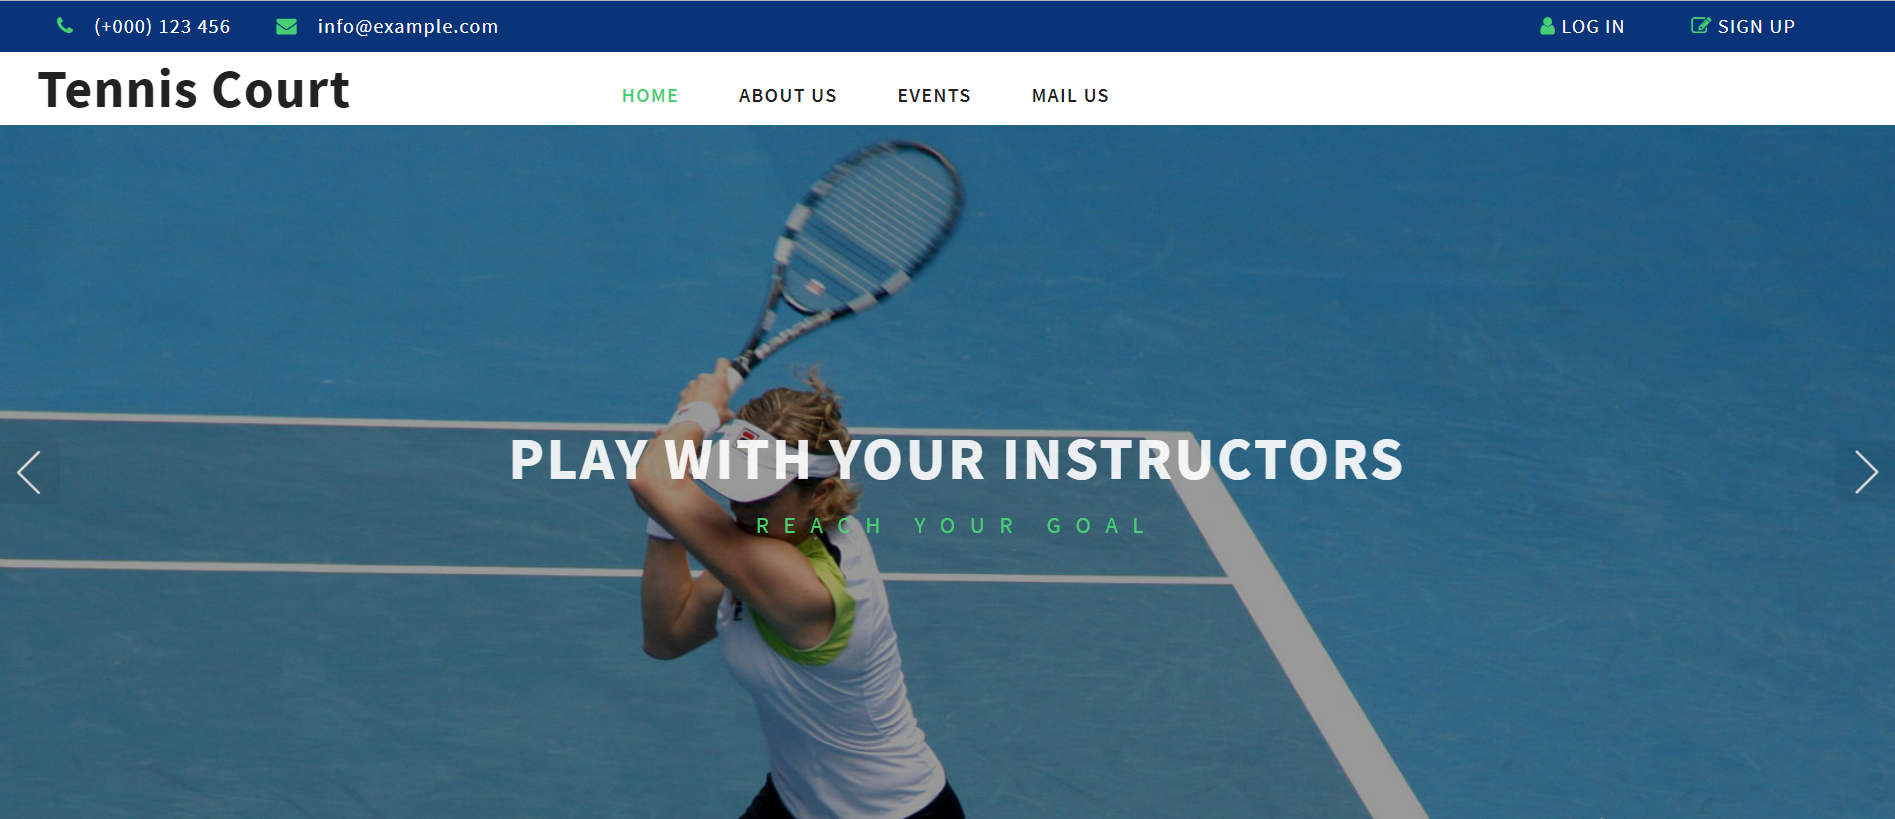 (+000) 123 456 info@example.com LOG IN SIGN UP
Tennis Court HOME ABOUT US EVENTS MAIL US
PLAY WITH YOUR INSTRUCTORS
REACH YOUR GOAL